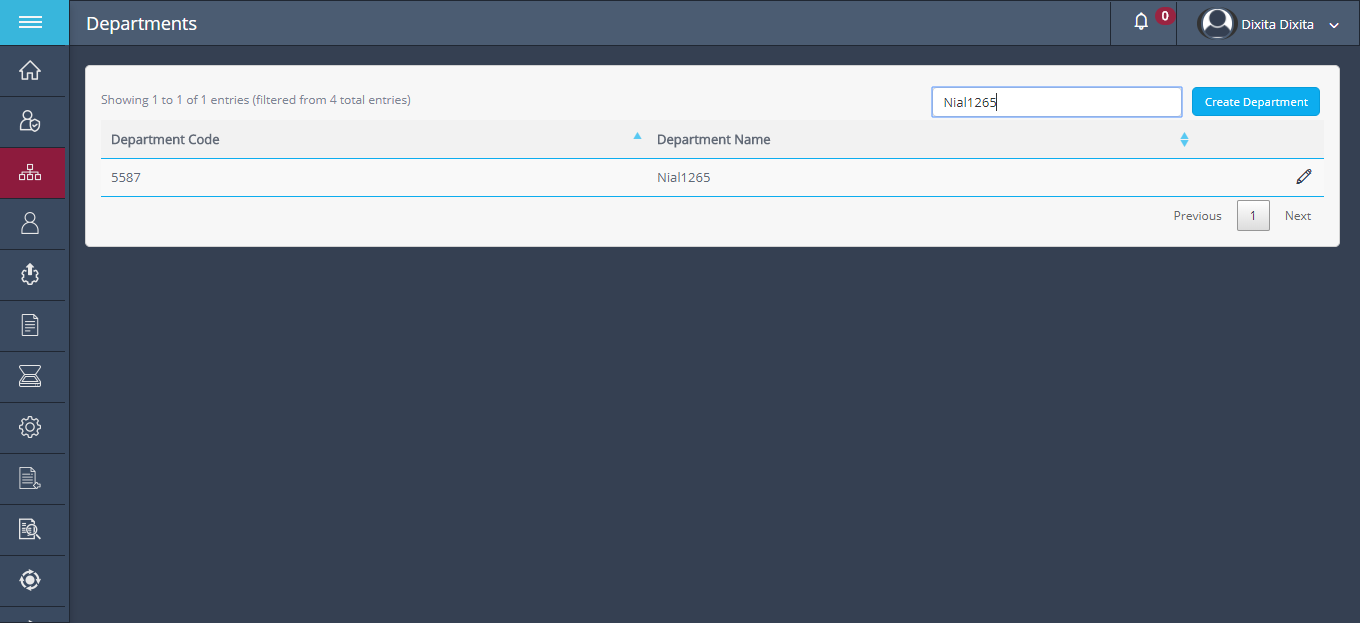 Departments
0
Dixita Dixita
Showing 1 to 1 of 1 entries (filtered from 4 total entries)
Nial1265
Create Department
Department Code
Department Name
5587
Nial1265
Previous
1
Next